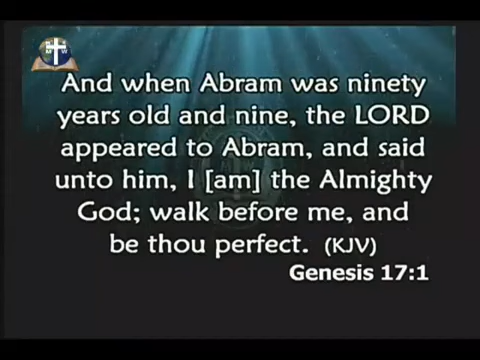 And when Abram was ninety
years old and nine, the LORD
appeared to Abram, and said
unto him, I [am] the Almighty
God; walk before me, and
be thou perfect. (KJV)
Genesis 17:1